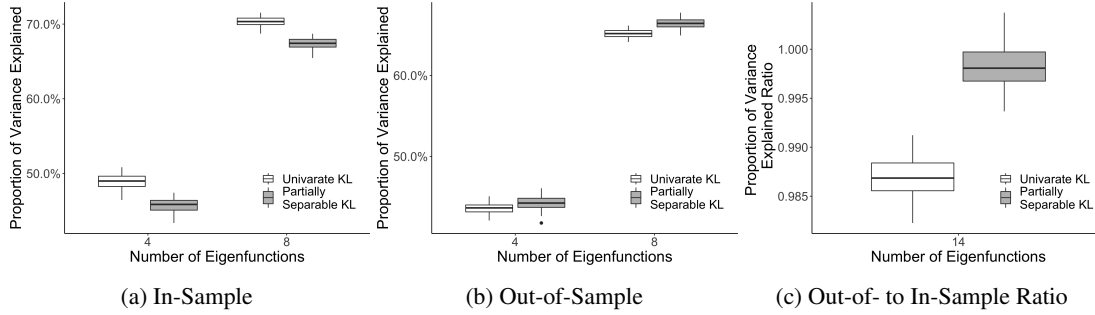 Proportion of Variance Explained
70.0%
60.0%
50.0%
4
8
Number of Eigenfunctions
Univarate KL
Partially
Separable KL
(a) In-Sample
Proportion of Variance Explained
60.0%
50.0%
4
8
Number of Eigenfunctions
Univarate KL
Partially
Separable KL
(b) Out-of-Sample
Proportion of Variance
Explained Ratio
1.000
0.995
0.990
0.985
14
Number of Eigenfunctions
Univarate KL
Partially
Separable KL
(c) Out-of- to In-Sample Ratio